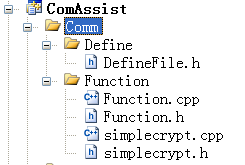 ComAssist
Comm
Define
DefineFile.h
Function
Function.cpp
Function.h
simplecrypt.cpp
simplecrypt.h